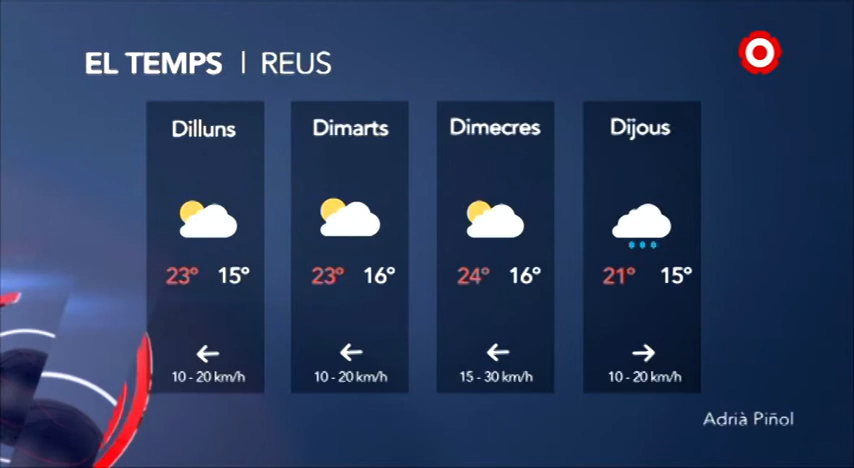 EL TEMPS | REUS
Dilluns
23° 15°
10 - 20 km/h
Dimarts
23° 16°
10 - 20 km/h
Dimecres
24° 16°
15 - 30 km/h
Dijous
21° 15°
10 - 20 km/h
Adrià Piñol